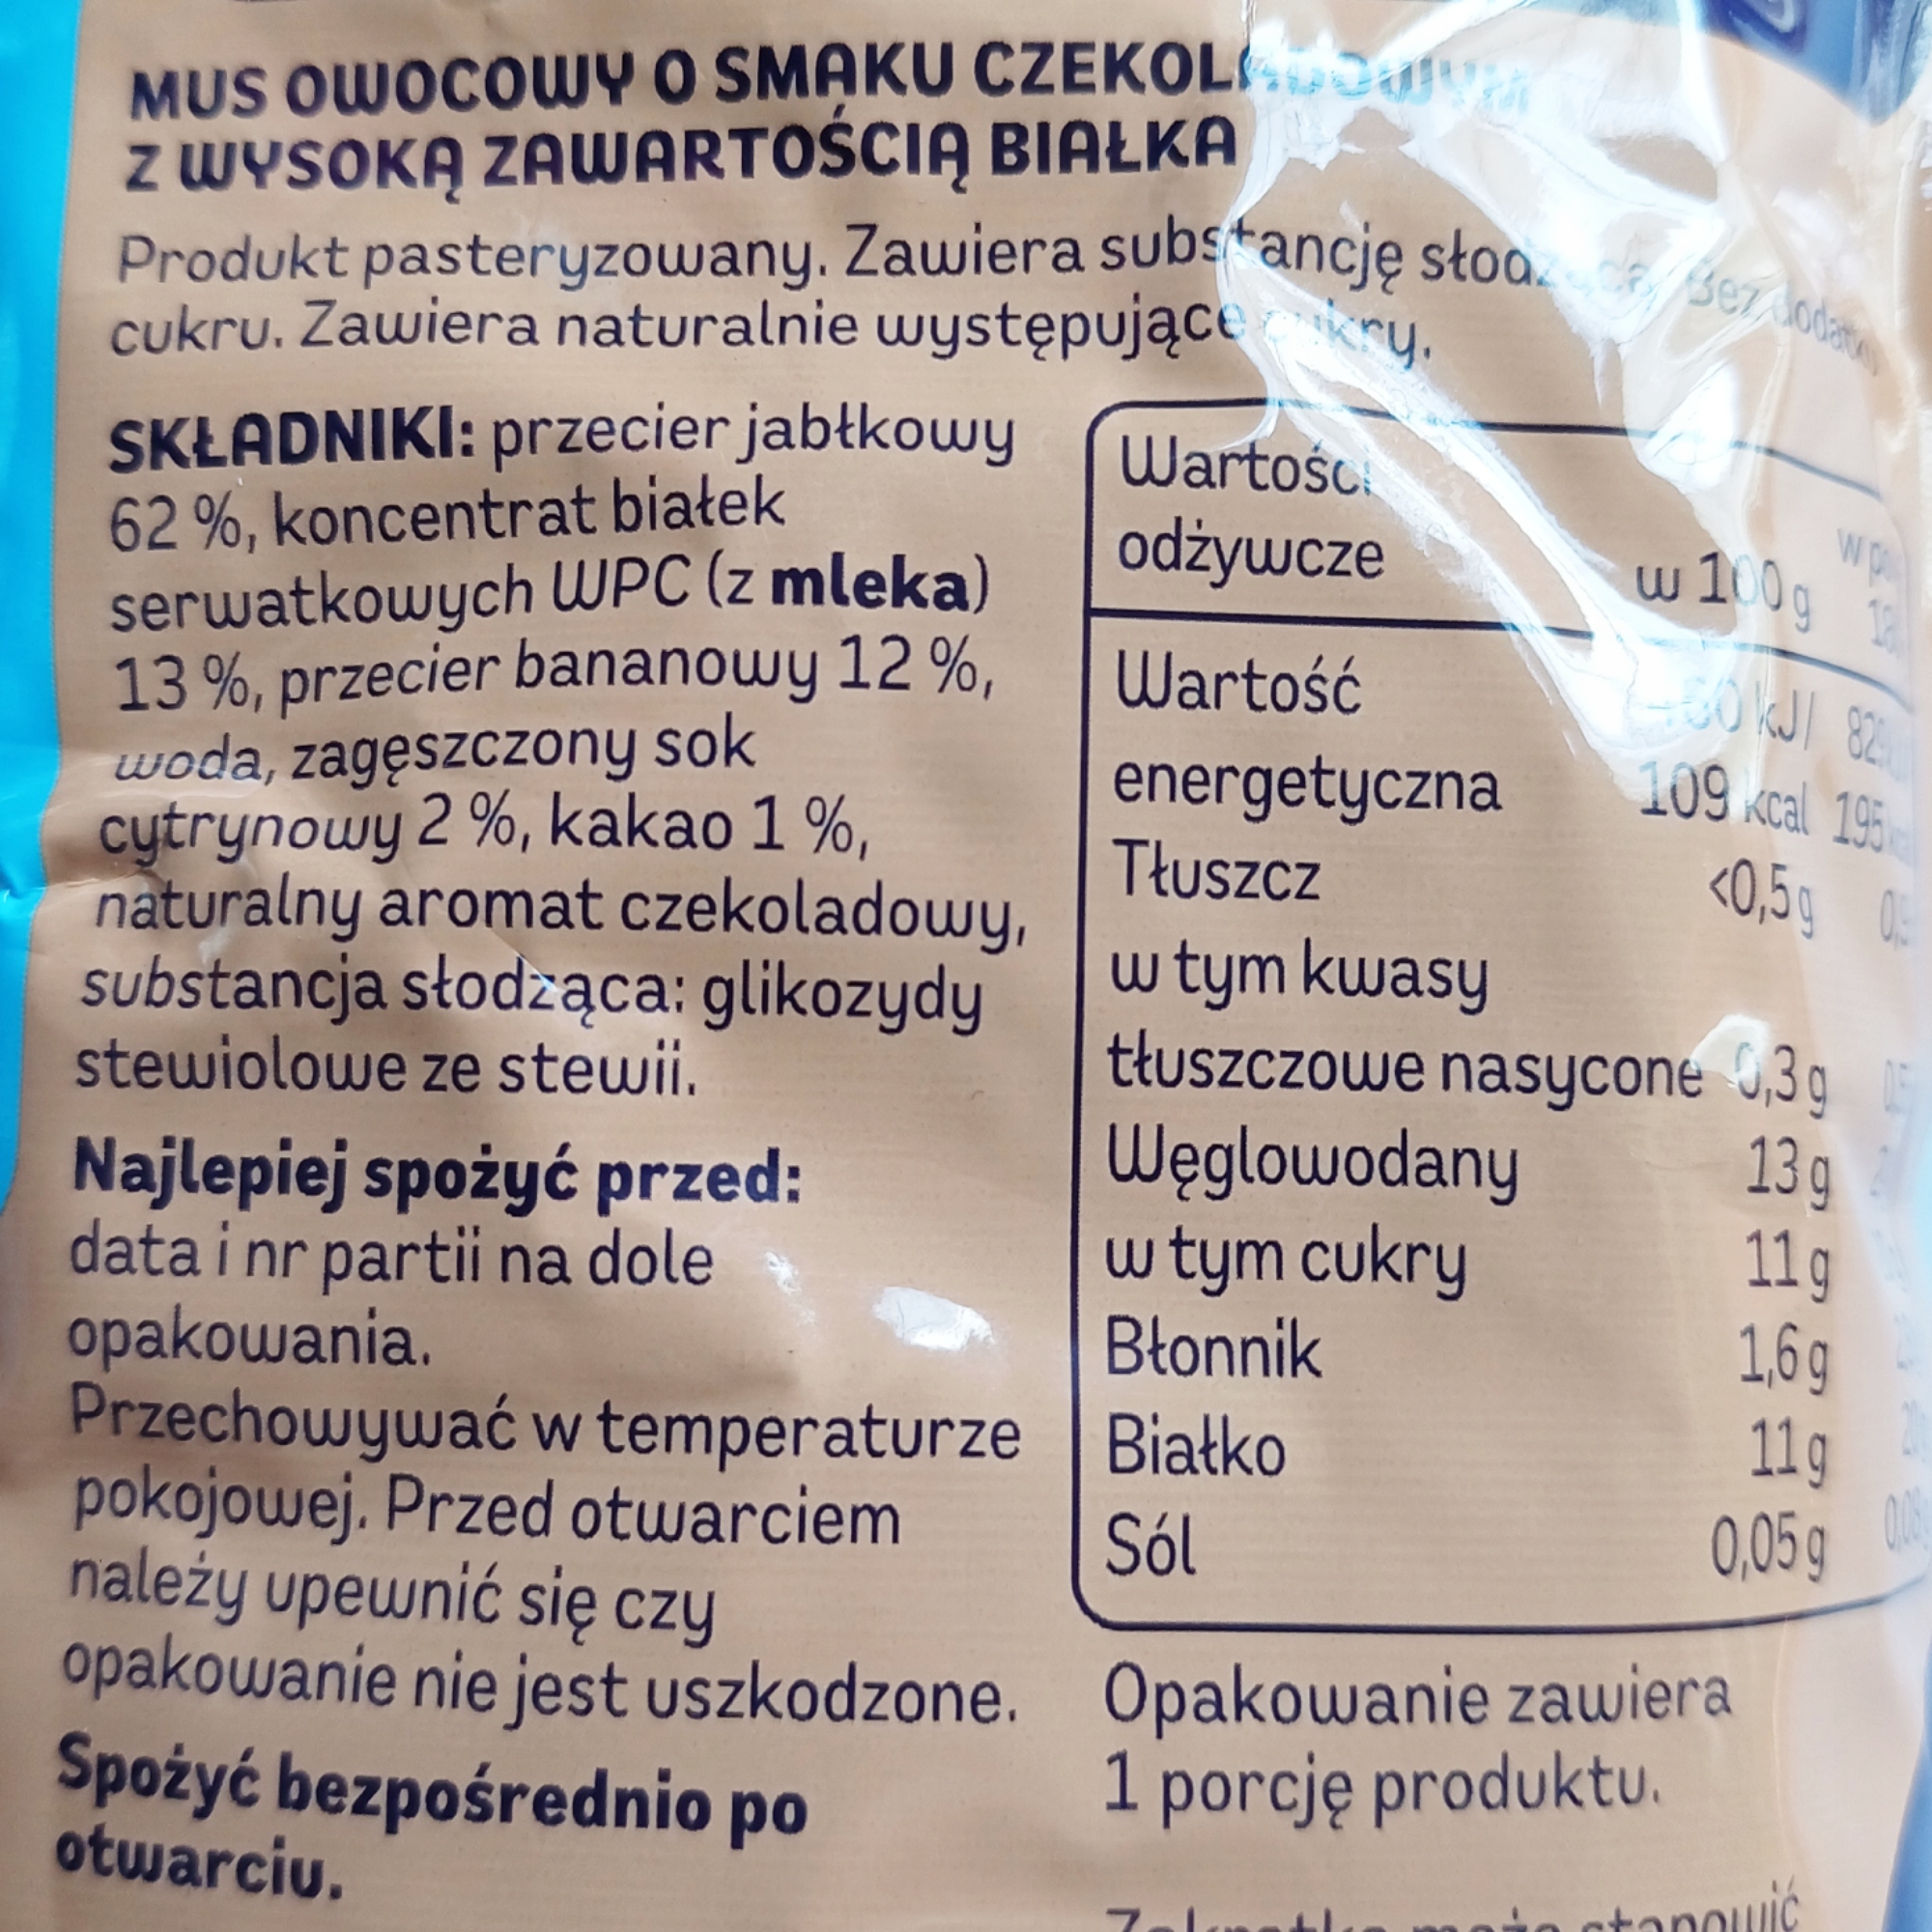 MUS OWOCOWY O SMAKU CZEKOLADOWYM
Z WYSOKĄ ZAWARTOŚCIĄ BIAŁKA
Produkt pasteryzowany. Zawiera substancję słodzącą. Bez dodatku
cukru. Zawiera naturalnie występujące cukry.
SKŁADNIKI: przecier jabłkowy
62 %, koncentrat białek
serwatkowych WPC (z mleka)
13 %, przecier bananowy 12 %,
woda, zagęszczony sok
cytrynowy 2 %, kakao 1 %,
naturalny aromat czekoladowy,
substancja słodząca: glikozydy
stewiolowe ze stewii.
Najlepiej spożyć przed:
data i nr partii na dole
opakowania.
Przechowywać w temperaturze
pokojowej. Przed otwarciem
należy upewnić się czy
opakowanie nie jest uszkodzone.
Spożyć bezpośrednio po
otwarciu.
Wartości
odżywcze w 100 g
Wartość kJ/
energetyczna 109 kcal 195
Tłuszcz <0,5 g
w tym kwasy
tłuszczowe nasycone 0,3 g
Węglowodany 13 g
w tym cukry 11 g
Błonnik 1,6 g
Białko 11 g
Sól 0,05 g
Opakowanie zawiera
1 porcję produktu.
może stanowić